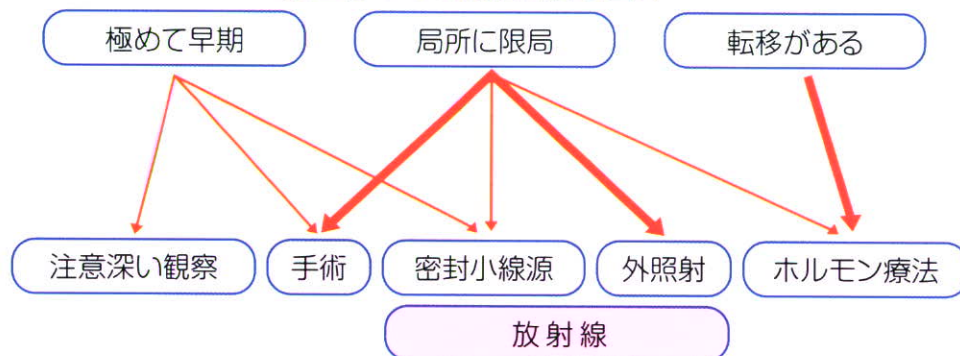 極めて早期
局所に限局
転移がある
注意深い観察
手術
密封小線源
外照射
ホルモン療法
放射線